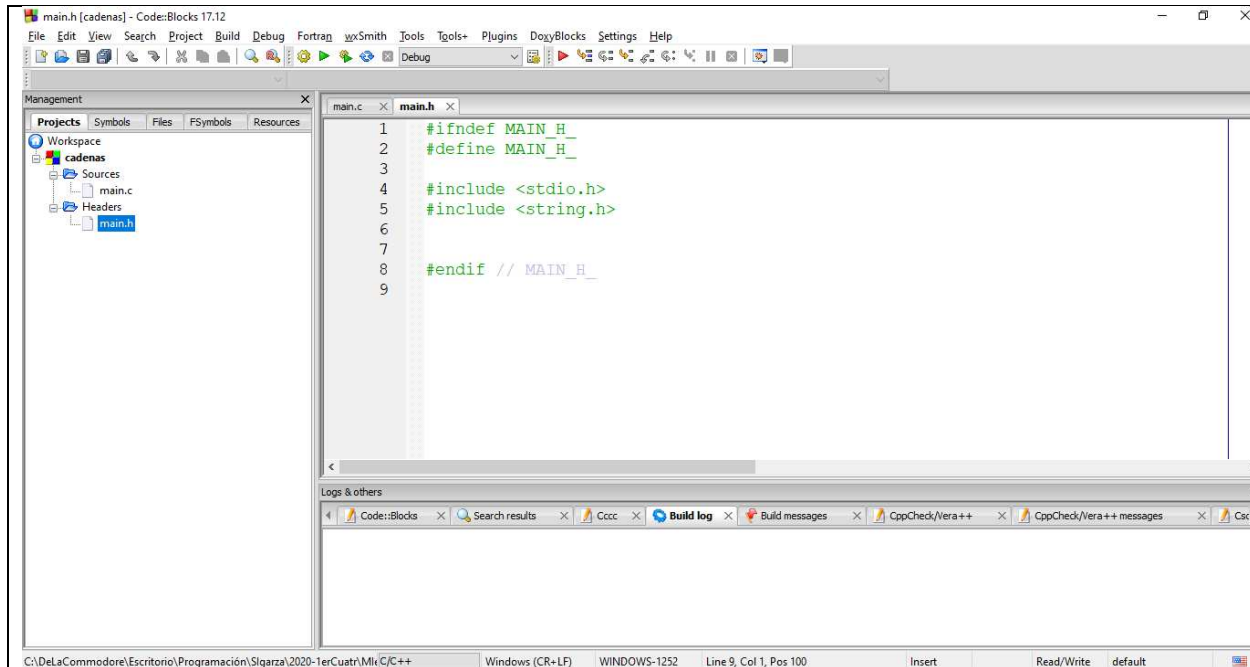 main.h [cadenas] - Code::Blocks 17.12
File Edit View Search Project Build Debug Fortran wxSmith Tools Tools+ Plugins DoxyBlocks Settings Help
Debug
Management
Projects Symbols Files FSymbols Resources
Workspace
cadenas
Sources
main.c
Headers
main.h
main.c main.h
1 #ifndef MAIN_H_
2 #define MAIN_H_
3
4 #include <stdio.h>
5 #include <string.h>
6
7
8 #endif // MAIN_H_
9
Logs & others
Code::Blocks Search results Cccc Build log Build messages CppCheck/Vera++ CppCheck/Vera++ messages Csc
C:\DeLaCommodore\Escritorio\Programación\SIgarza\2020-1erCuatr\Mie C/C++ Windows (CR+LF) WINDOWS-1252 Line 9, Col 1, Pos 100 Insert Read/Write default